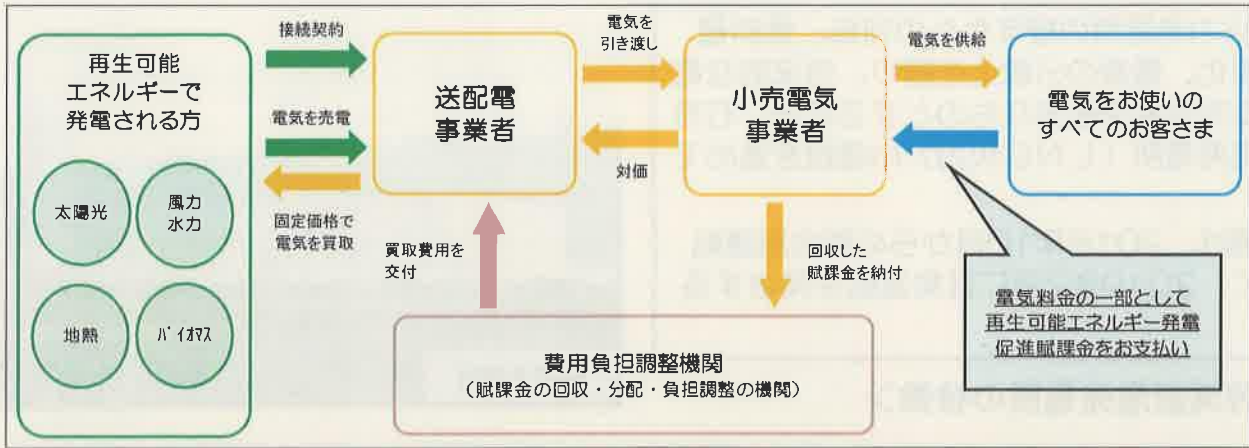 再生可能
エネルギーで
発電される方
太陽光
風力
水力
地熱
バイオマス
接続契約
電気を売電
固定価格で
電気を買取
送配電
事業者
電気を
引き渡し
対価
小売電気
事業者
電気を供給
電気をお使いの
すべてのお客さま
買取費用を
交付
回収した
賦課金を納付
費用負担調整機関
(賦課金の回収・分配・負担調整の機関)
電気料金の一部として
再生可能エネルギー発電
促進賦課金をお支払い